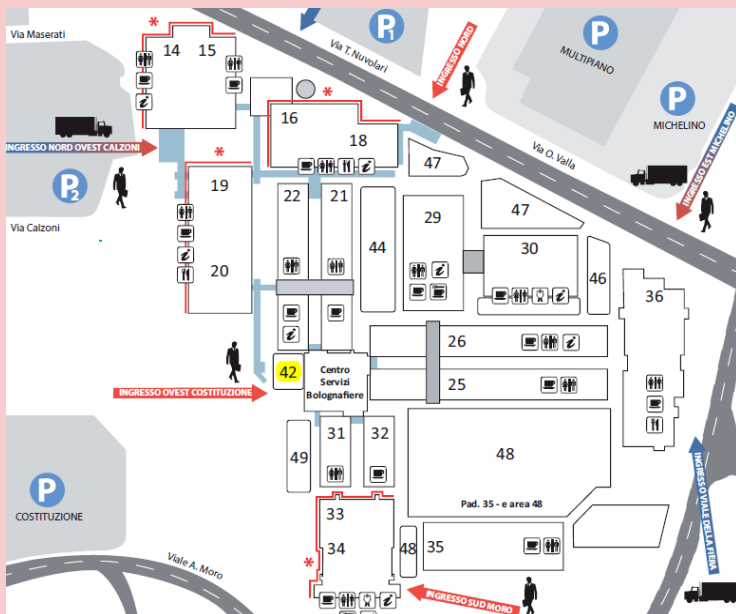 Via Maserati
14
15
P1
Via T. Nuvolari
INGRESSO NORD
P
MULTIPIANO
P
MICHELINO
INGRESSO EST MICHELINO
Via O. Valla
*
*
16
18
47
INGRESSO NORD OVEST CALZONI
P2
Via Calzoni
*
19
20
22
21
44
29
47
30
46
36
26
25
42
Centro
Servizi
Bolognafiere
INGRESSO OVEST COSTITUZIONE
31
32
49
48
Pad. 35 - e area 48
P
COSTITUZIONE
33
34
*
48
35
INGRESSO VIALE DELLA FIERA
Viale A. Moro
INGRESSO SUD MORO